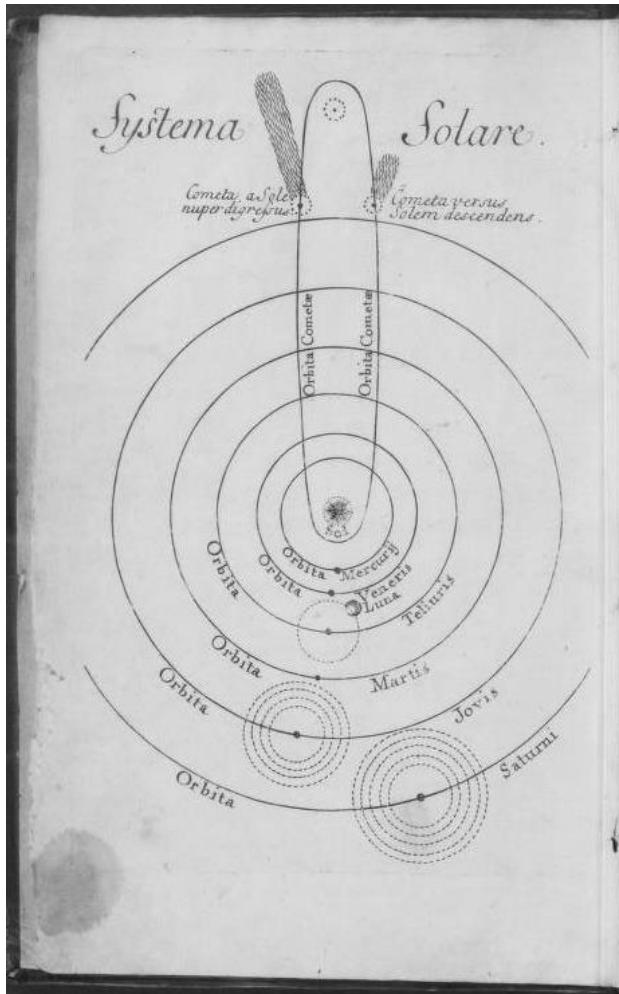 Systema Solare.
Cometa a Sole
nuper digressus
Cometa versus
Solem descendens.
Orbita Cometæ
Orbita Cometæ
Sol
Orbita Mercurij
Orbita Veneris
Luna
Orbita Telluris
Orbita Martis
Orbita Jovis
Orbita Saturni